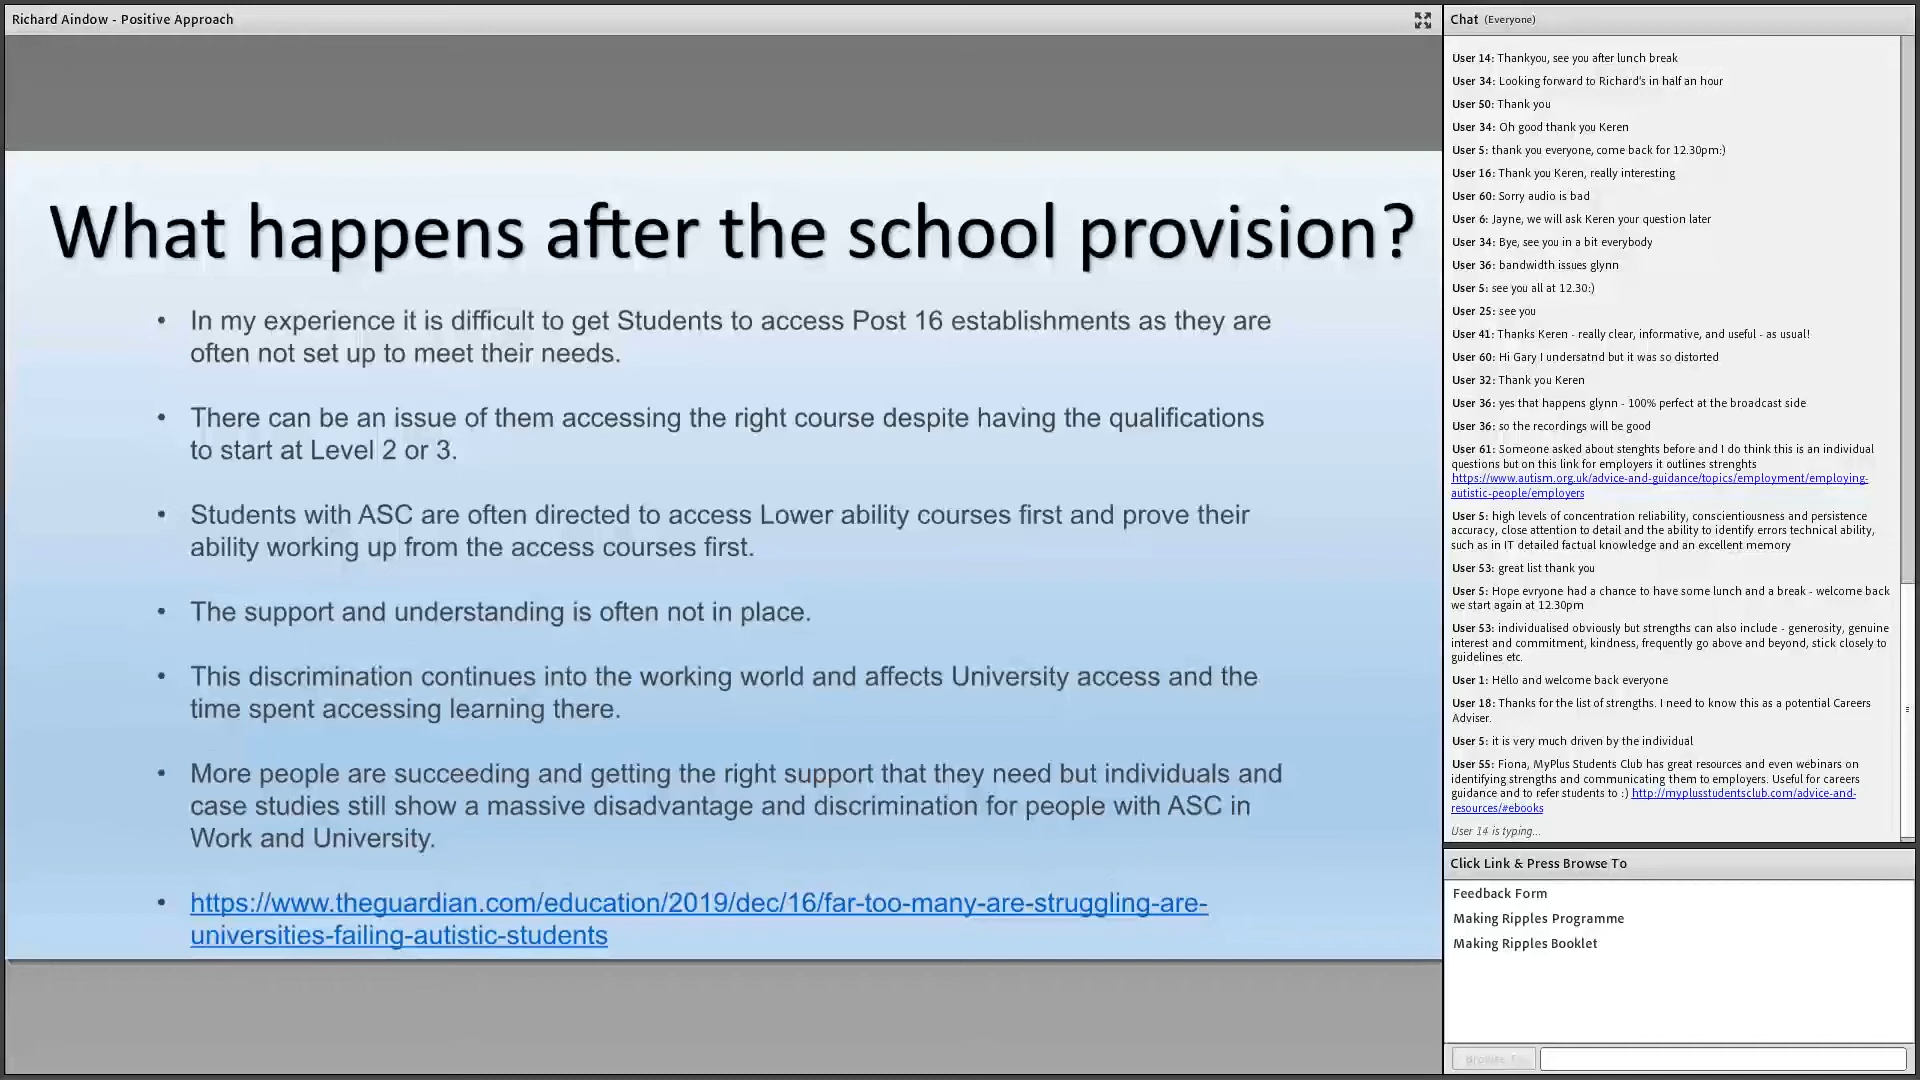 Richard Aindow - Positive Approach
What happens after the school provision?
• In my experience it is difficult to get Students to access Post 16 establishments as they are
often not set up to meet their needs.
• There can be an issue of them accessing the right course despite having the qualifications
to start at Level 2 or 3.
• Students with ASC are often directed to access Lower ability courses first and prove their
ability working up from the access courses first.
• The support and understanding is often not in place.
• This discrimination continues into the working world and affects University access and the
time spent accessing learning there.
• More people are succeeding and getting the right support that they need but individuals and
case studies still show a massive disadvantage and discrimination for people with ASC in
Work and University.
• https://www.theguardian.com/education/2019/dec/16/far-too-many-are-struggling-are-
universities-failing-autistic-students
Chat (Everyone)
User 14: Thankyou, see you after lunch break
User 34: Looking forward to Richard's in half an hour
User 50: Thank you
User 34: Oh good thank you Keren
User 5: thank you everyone, come back for 12.30pm:)
User 16: Thank you Keren, really interesting
User 60: Sorry audio is bad
User 6: Jayne, we will ask Keren your question later
User 34: Bye, see you in a bit everybody
User 36: bandwidth issues glynn
User 5: see you all at 12.30:)
User 25: see you
User 41: Thanks Keren - really clear, informative, and useful - as usual!
User 60: Hi Gary I undersatnd but it was so distorted
User 32: Thank you Keren
User 36: yes that happens glynn - 100% perfect at the broadcast side
User 36: so the recordings will be good
User 61: Someone asked about stenghts before and I do think this is an individual
questions but on this link for employers it outlines strenghts
https://www.autism.org.uk/advice-and-guidance/topics/employment/employing-
autistic-people/employers
User 5: high levels of concentration reliability, conscientiousness and persistence
accuracy, close attention to detail and the ability to identify errors technical ability,
such as in IT detailed factual knowledge and an excellent memory
User 53: great list thank you
User 5: Hope evryone had a chance to have some lunch and a break - welcome back
we start again at 12.30pm
User 53: individualised obviously but strengths can also include - generosity, genuine
interest and commitment, kindness, frequently go above and beyond, stick closely to
guidelines etc.
User 1: Hello and welcome back everyone
User 18: Thanks for the list of strengths. I need to know this as a potential Careers
Adviser.
User 5: it is very much driven by the individual
User 55: Fiona, MyPlus Students Club has great resources and even webinars on
identifying strengths and communicating them to employers. Useful for careers
guidance and to refer students to :) http://myplusstudentsclub.com/advice-and-
resources/#ebooks
User 14 is typing...
Click Link & Press Browse To
Feedback Form
Making Ripples Programme
Making Ripples Booklet